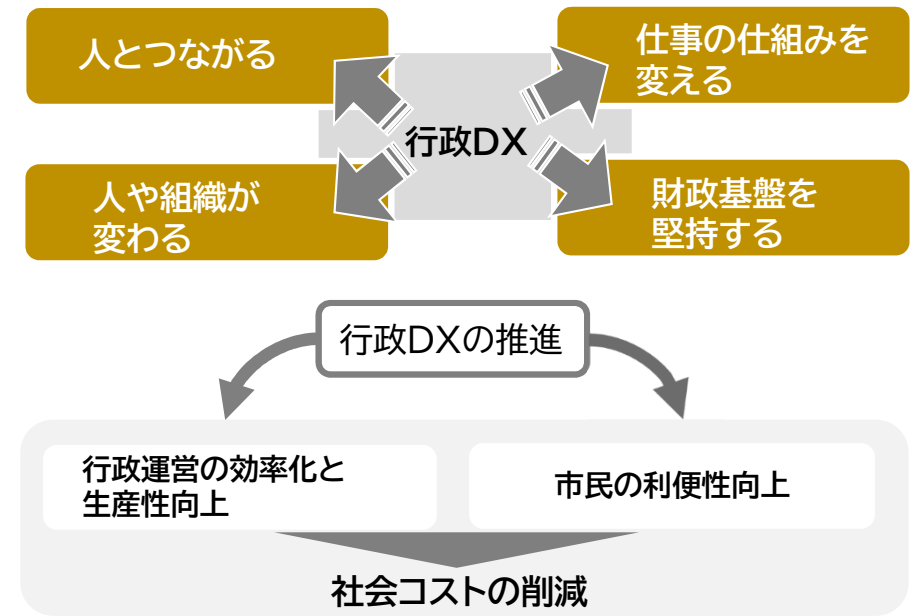 人とつながる
仕事の仕組みを
変える
行政DX
人や組織が
変わる
財政基盤を
堅持する
行政DXの推進
行政運営の効率化と
生産性向上
市民の利便性向上
社会コストの削減